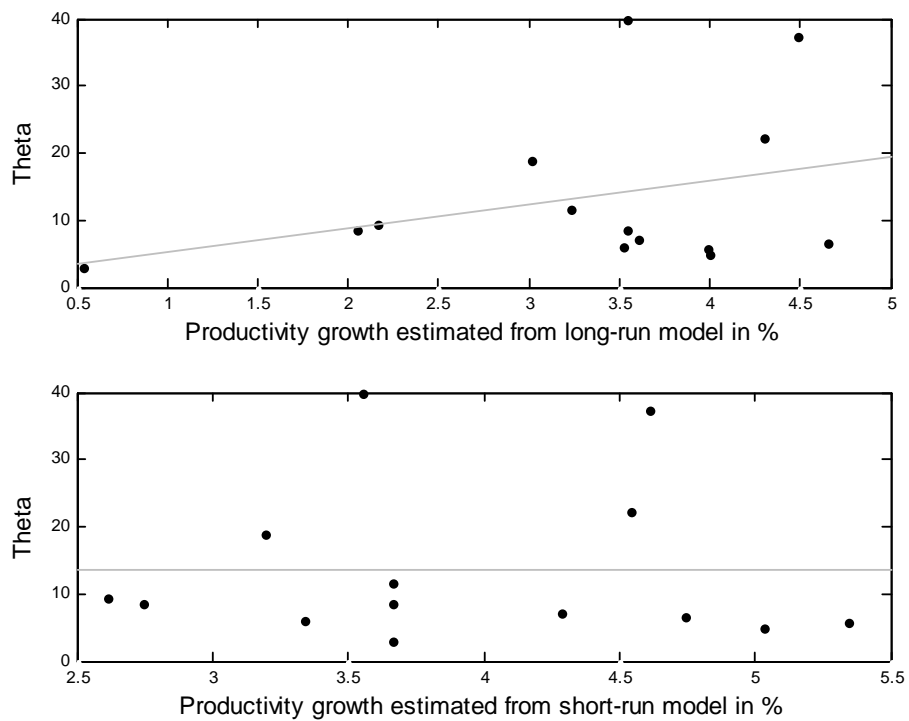 40
30
20
10
0
Theta
0.5 1 1.5 2 2.5 3 3.5 4 4.5 5
Productivity growth estimated from long-run model in %
40
30
20
10
0
Theta
2.5 3 3.5 4 4.5 5 5.5
Productivity growth estimated from short-run model in %